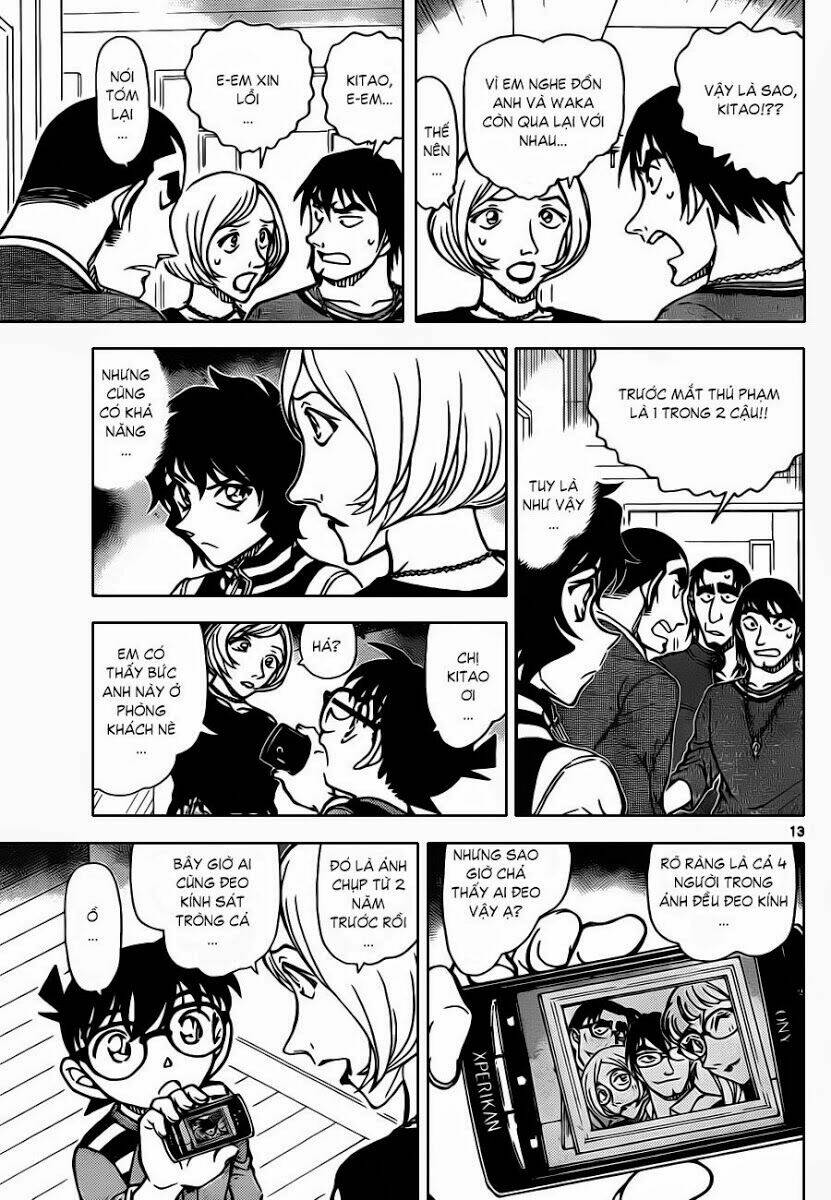 VẬY LÀ SAO,
KITAO!??
VÌ EM NGHE ĐỒN
ANH VÀ WAKA
CÒN QUA LẠI VỚI
NHAU...
THẾ
NÊN
...
KITAO,
E-EM...
E-EM XIN
LỖI
...
NÓI
TÓM LẠI
...
TRƯỚC MẮT THỦ PHẠM
LÀ 1 TRONG 2 CẬU!!
TUY LÀ
NHƯ VẬY
...
NHƯNG
CŨNG
CÓ KHẢ
NĂNG
...
CHỊ
KITAO
ƠI
...
HẢ?
EM CÓ
THẤY BỨC
ANH NÀY Ở
PHÒNG
KHÁCH NÈ
...
13
RÕ RÀNG LÀ CẢ 4
NGƯỜI TRONG
ẢNH ĐỀU ĐEO KÍNH
...
NHƯNG SAO
GIỜ CHẢ
THẤY AI ĐEO
VẬY Ạ?
XPERIKAN
ONY
ĐÓ LÀ ẢNH
CHỤP TỪ 2
NĂM
TRƯỚC RỒI
...
BÂY GIỜ AI
CŨNG ĐEO
KÍNH SÁT
TRÒNG CẢ
...
Ồ
...